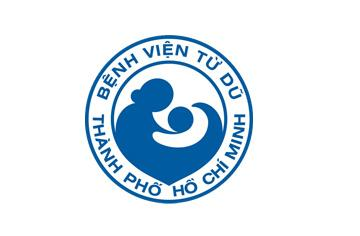 BỆNH VIỆN TỪ DŨ
THÀNH PHỐ HỒ CHÍ MINH